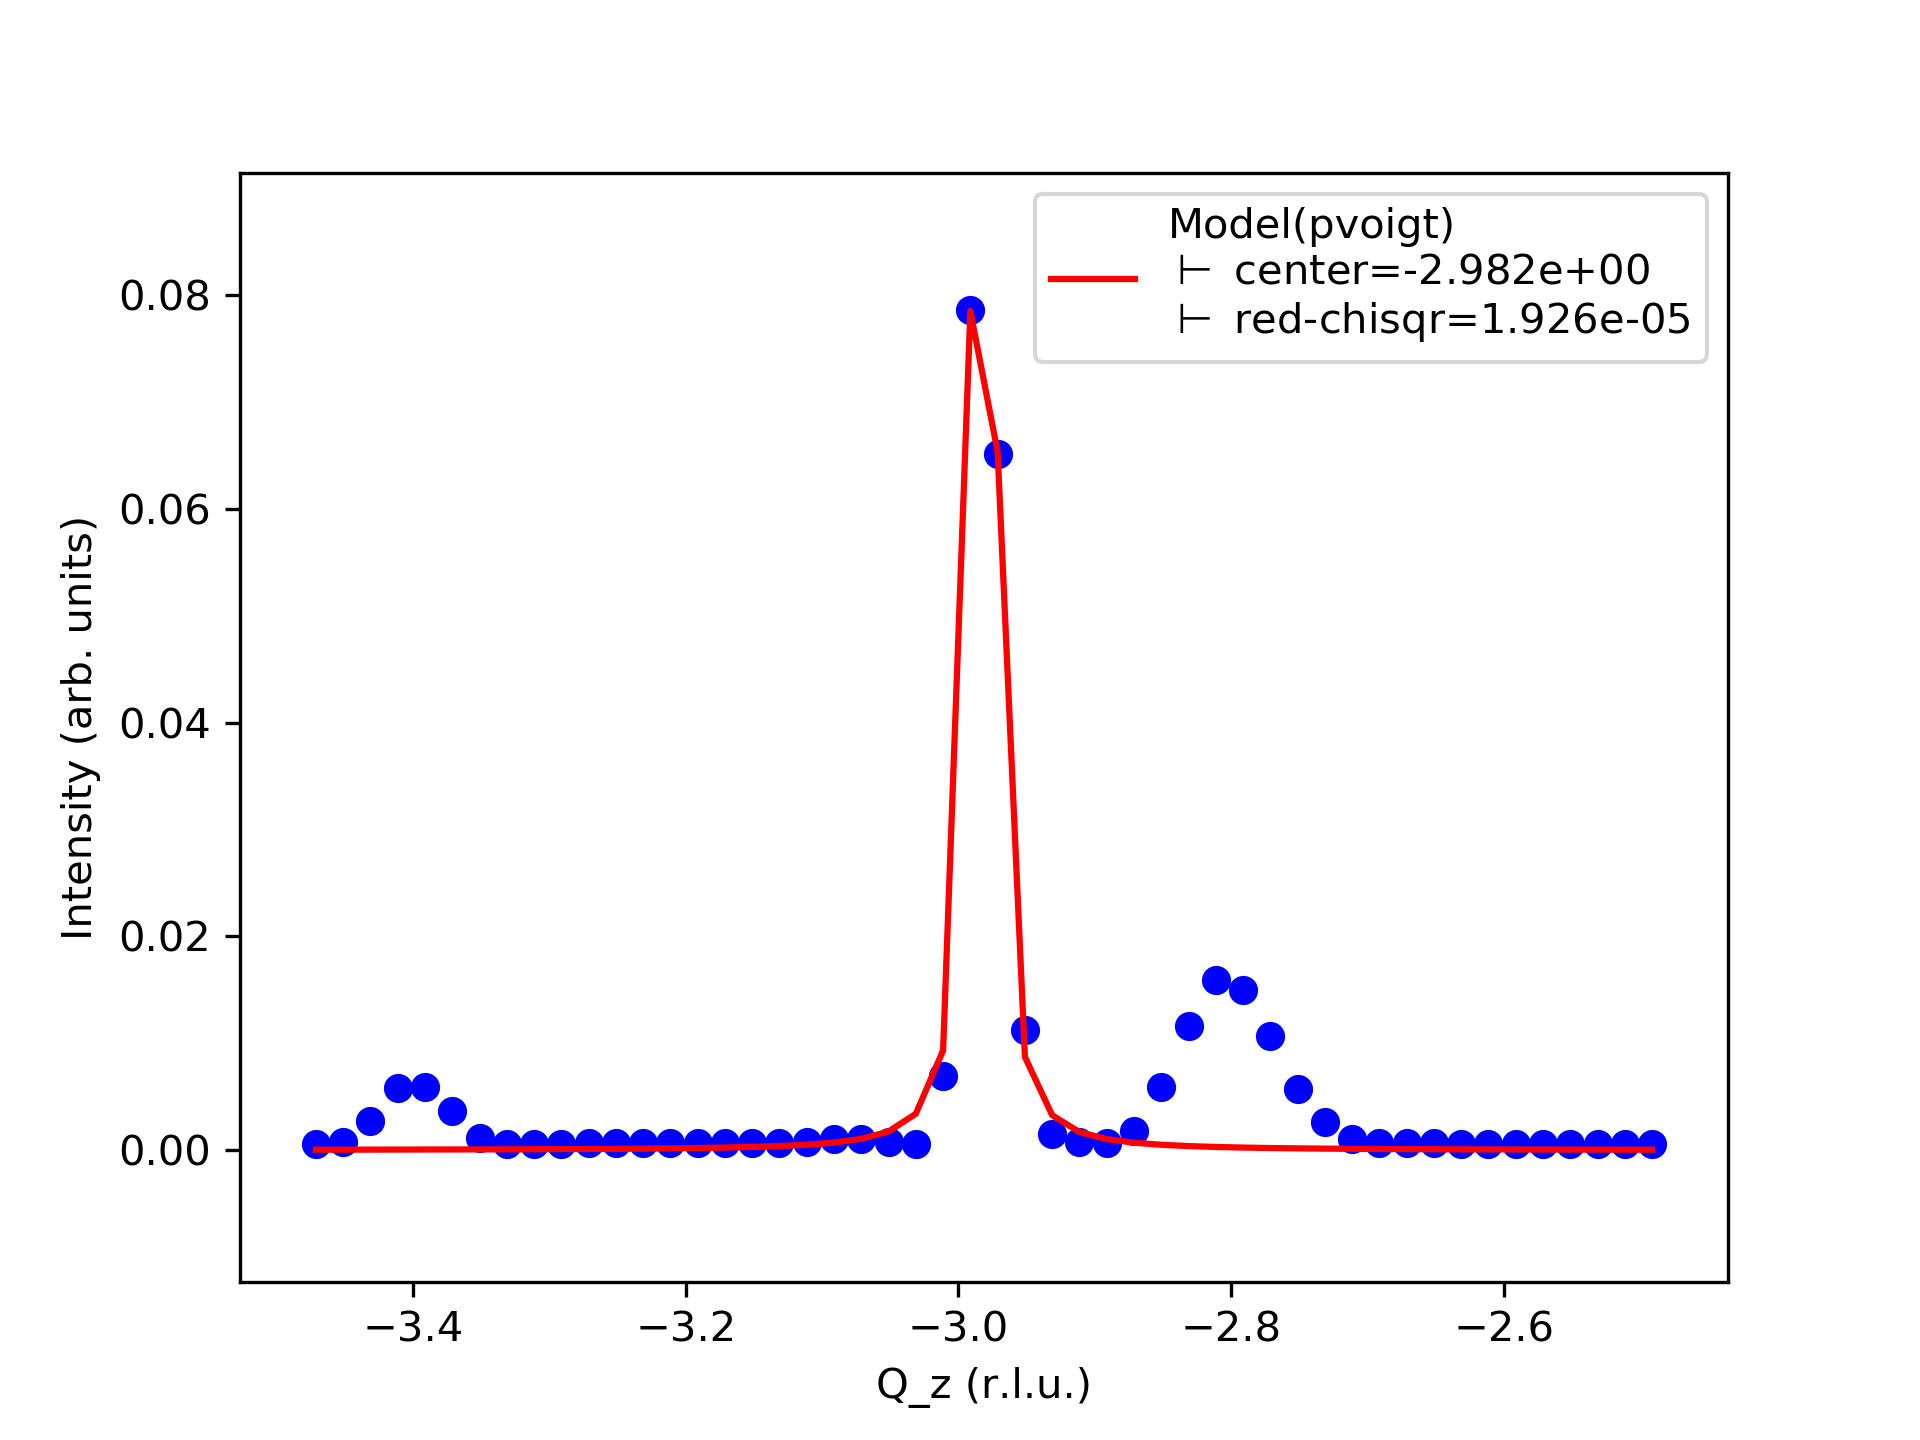 Model(pvoigt)
⊢ center=-2.982e+00
⊢ red-chisqr=1.926e-05
0.08
0.06
0.04
0.02
0.00
Intensity (arb. units)
−3.4 −3.2 −3.0 −2.8 −2.6
Q_z (r.l.u.)